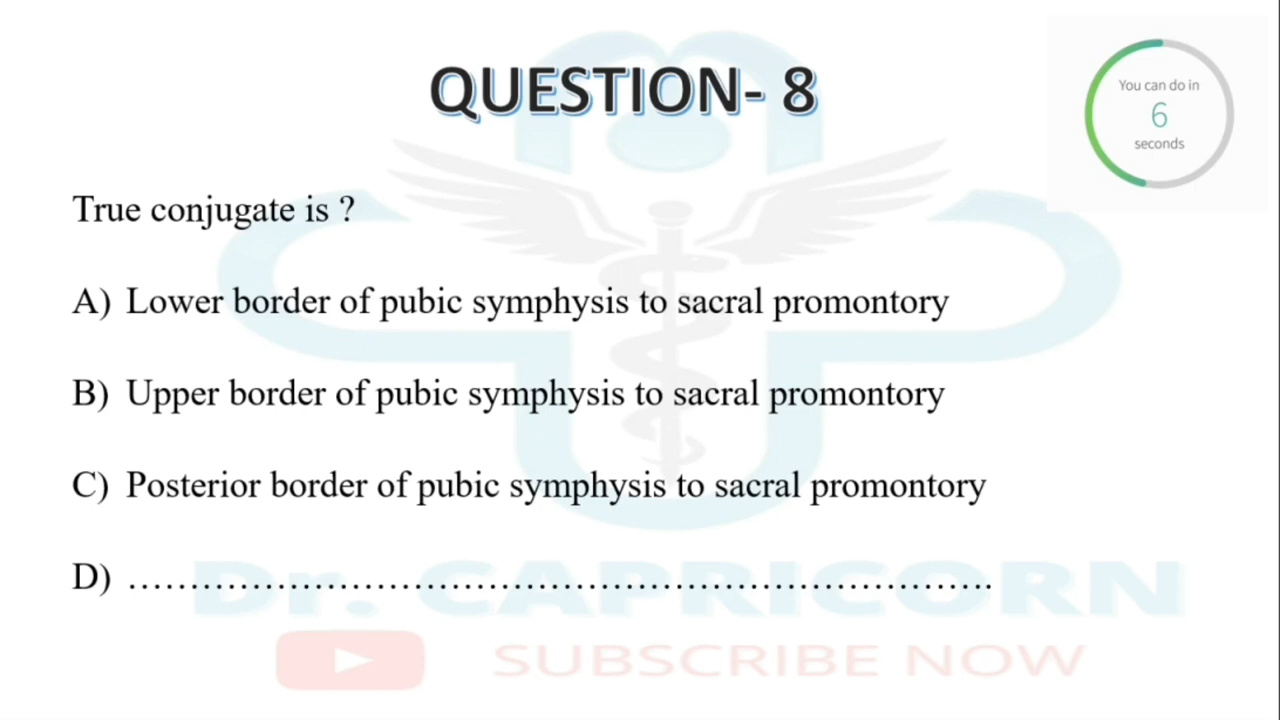 QUESTION- 8
You can do in
6
seconds
True conjugate is ?
A) Lower border of pubic symphysis to sacral promontory
B) Upper border of pubic symphysis to sacral promontory
C) Posterior border of pubic symphysis to sacral promontory
D) ……………………………………………………………….
Dr. CAPRICORN
SUBSCRIBE NOW